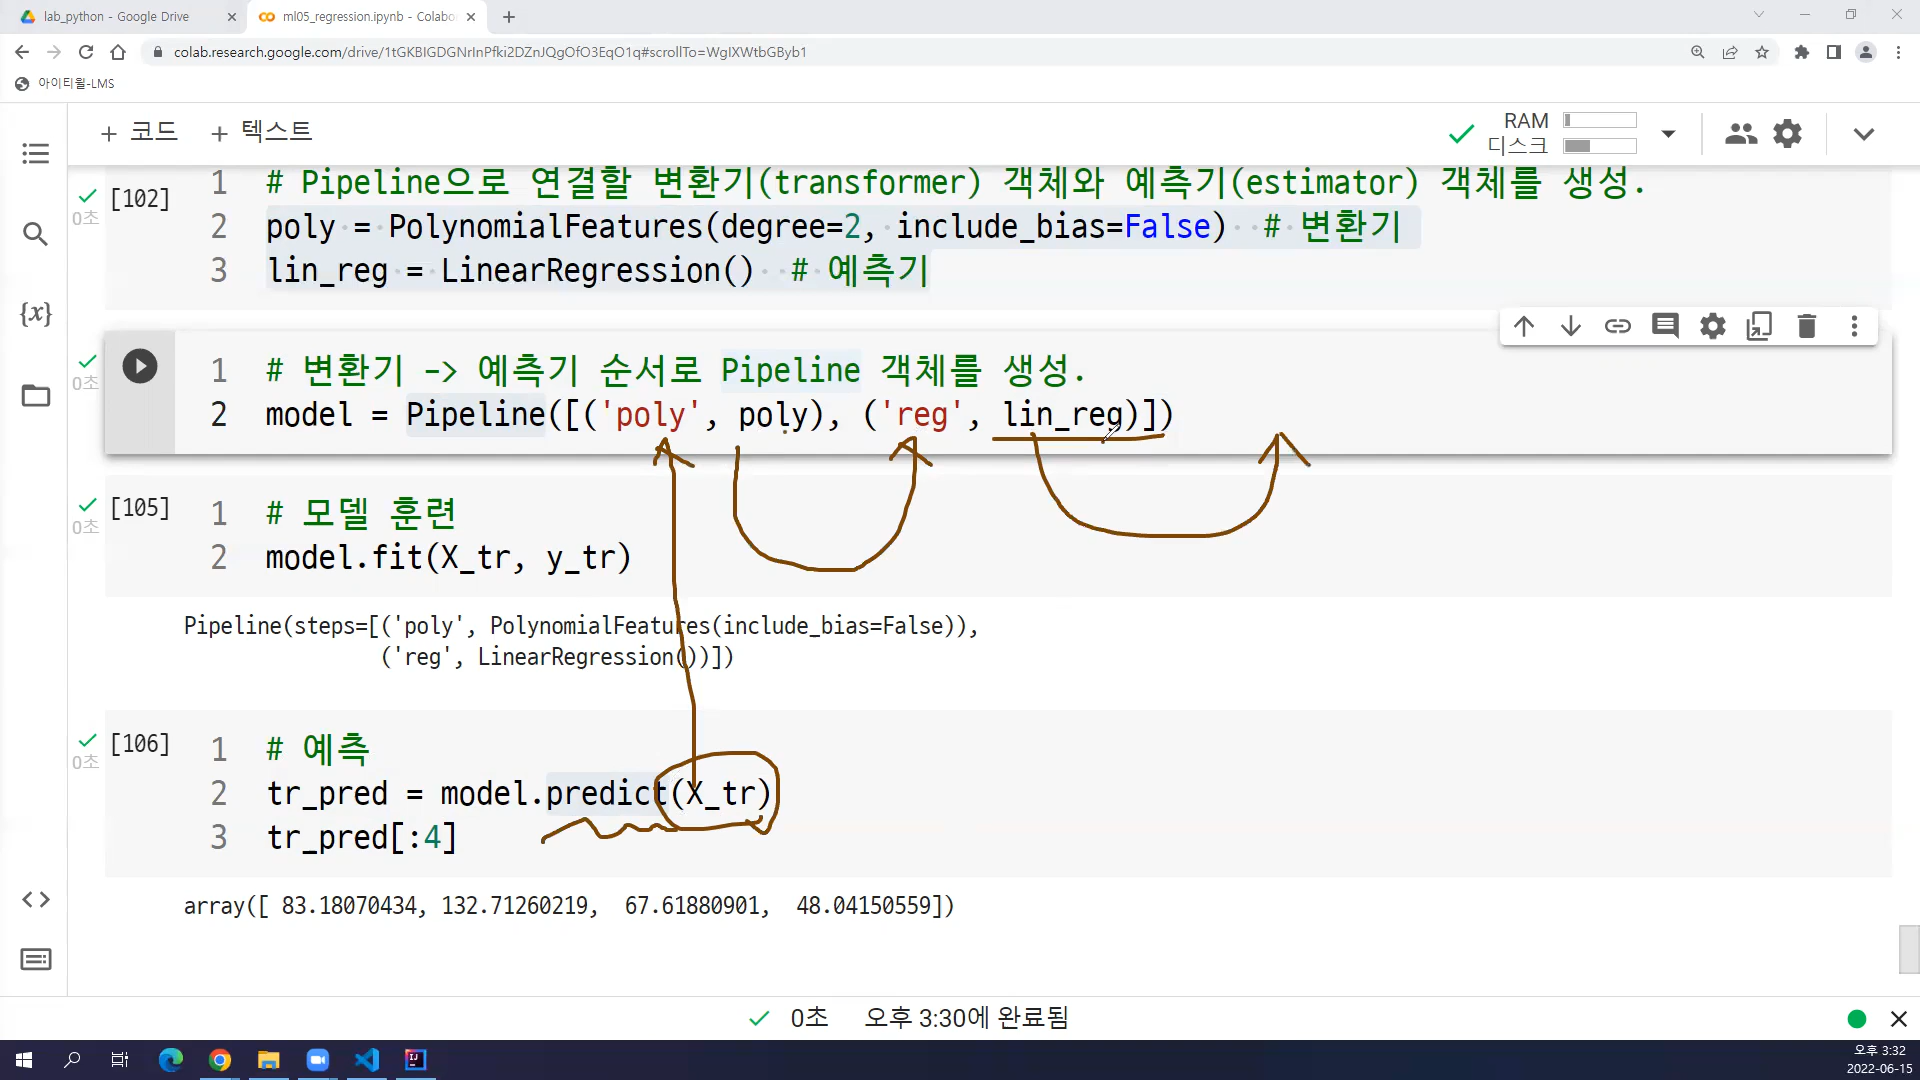 lab_python - Google Drive
ml05_regression.ipynb - Colabo
colab.research.google.com/drive/1tGKBIGDGNrInPfki2DZnJQgOfO3EqO1q#scrollTo=WgIXWtbGByb1
아이티윌-LMS
+ 코드 + 텍스트
RAM
디스크
[102]
0초
1 # Pipeline으로 연결할 변환기(transformer) 객체와 예측기(estimator) 객체를 생성.
2 poly = PolynomialFeatures(degree=2, include_bias=False) # 변환기
3 lin_reg = LinearRegression() # 예측기
{x}
0초
1 # 변환기 -> 예측기 순서로 Pipeline 객체를 생성.
2 model = Pipeline([('poly', poly), ('reg', lin_reg)])
[105]
0초
1 # 모델 훈련
2 model.fit(X_tr, y_tr)
Pipeline(steps=[('poly', PolynomialFeatures(include_bias=False)),
('reg', LinearRegression())])
[106]
0초
1 # 예측
2 tr_pred = model.predict(X_tr)
3 tr_pred[:4]
array([ 83.18070434, 132.71260219, 67.61880901, 48.04150559])
0초 오후 3:30에 완료됨
오후 3:32
2022-06-15